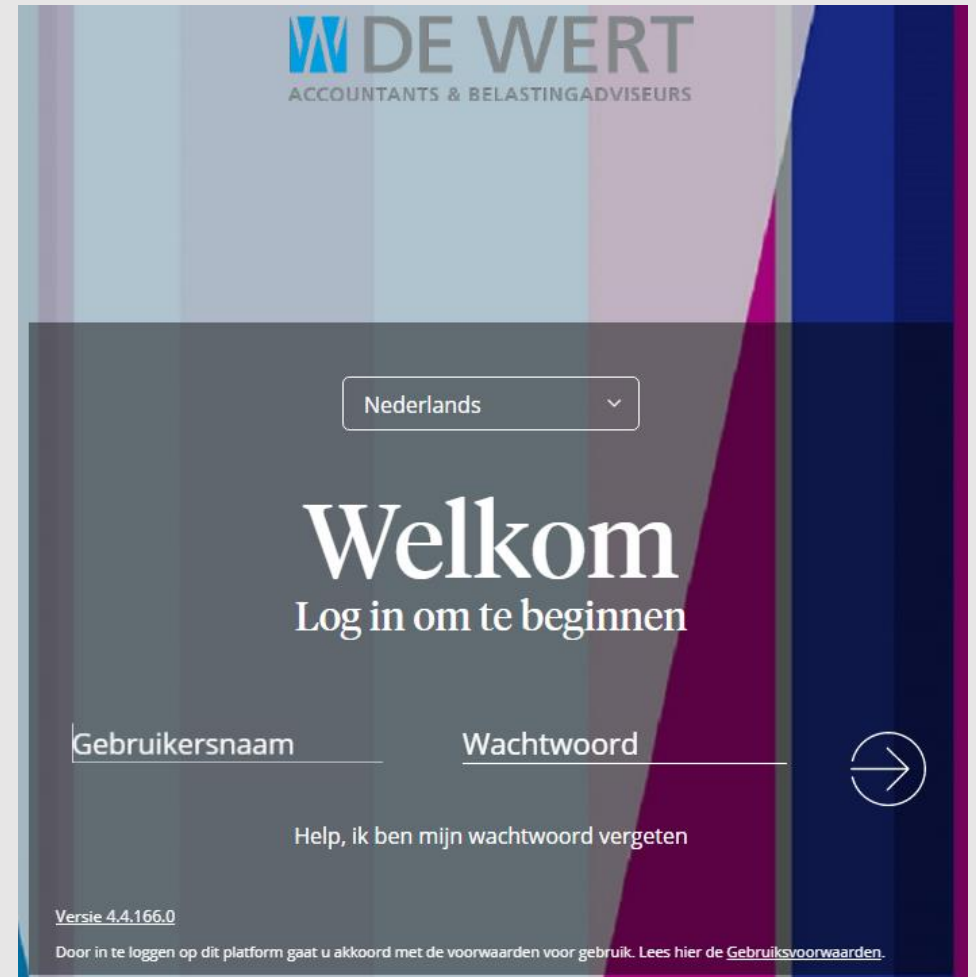 DE WERT
ACCOUNTANTS & BELASTINGADVISEURS
Nederlands
Welkom
Log in om te beginnen
Gebruikersnaam Wachtwoord
Help, ik ben mijn wachtwoord vergeten
Versie 4.4.166.0
Door in te loggen op dit platform gaat u akkoord met de voorwaarden voor gebruik. Lees hier de Gebruiksvoorwaarden.